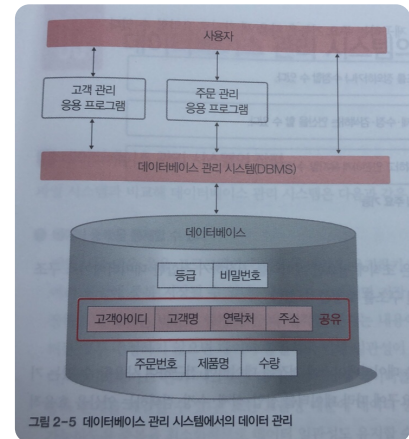 사용자
고객 관리 주문 관리
응용 프로그램 응용 프로그램
데이터베이스 관리 시스템(DBMS)
데이터베이스
등급 비밀번호
고객아이디 고객명 연락처 주소 공유
주문번호 제품명 수량
그림 2-5 데이터베이스 관리 시스템에서의 데이터 관리